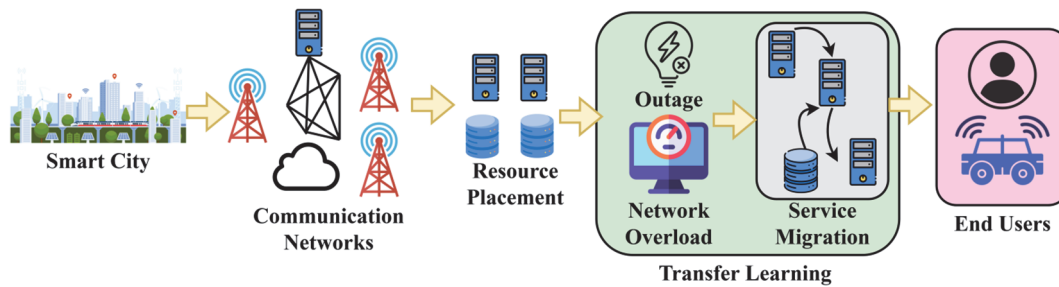 Smart City
Communication
Networks
Resource
Placement
Outage
Network
Overload
Service
Migration
Transfer Learning
End Users